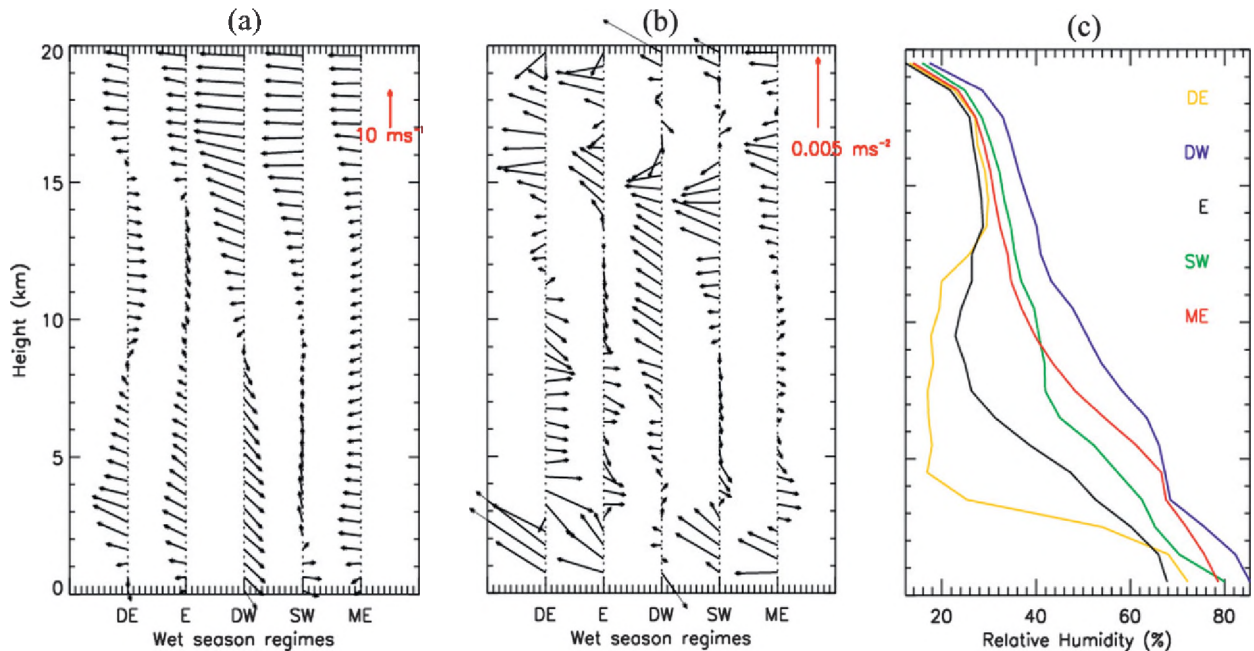 (a)
(b)
(c)
20
15
10
5
0
Height (km)
10 ms⁻¹
0.005 ms⁻²
DE
E
DW
SW
ME
Wet season regimes
DE
E
DW
SW
ME
Wet season regimes
DE
DW
E
SW
ME
20
40
60
80
Relative Humidity (%)